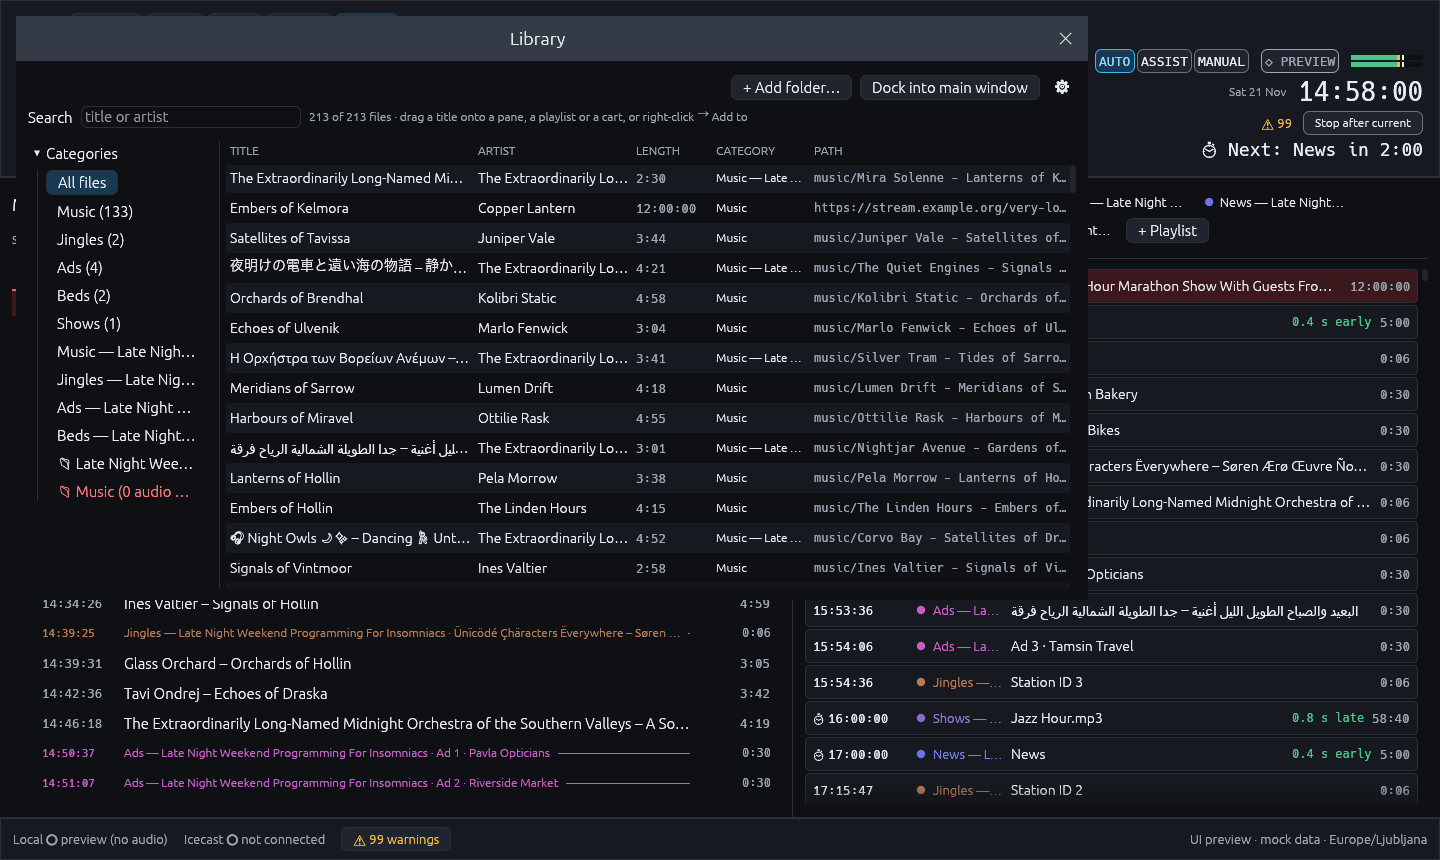 Library
AUTO ASSIST MANUAL ◇ PREVIEW
+ Add folder… Dock into main window
Sat 21 Nov 14:58:00
Search title or artist 213 of 213 files · drag a title onto a pane, a playlist or a cart, or right-click → Add to
⚠ 99 Stop after current
Next: News in 2:00
▾ Categories
All files
Music (133)
Jingles (2)
Ads (4)
Beds (2)
Shows (1)
Music — Late Nigh…
Jingles — Late Nig…
Ads — Late Night …
Beds — Late Night…
Late Night Wee…
Music (0 audio …
TITLE ARTIST LENGTH CATEGORY PATH
The Extraordinarily Long-Named Mi… The Extraordinarily Lo… 2:30 Music — Late … music/Mira Solenne - Lanterns of K…
Embers of Kelmora Copper Lantern 12:00:00 Music https://stream.example.org/very-lo…
Satellites of Tavissa Juniper Vale 3:44 Music music/Juniper Vale - Satellites of…
夜明けの電車と遠い海の物語 – 静か… The Extraordinarily Lo… 4:21 Music — Late … music/The Quiet Engines - Signals …
Orchards of Brendhal Kolibri Static 4:58 Music music/Kolibri Static - Orchards of…
Echoes of Ulvenik Marlo Fenwick 3:04 Music music/Marlo Fenwick - Echoes of Ul…
Η Ορχήστρα των Βορείων Ανέμων –… The Extraordinarily Lo… 3:41 Music — Late … music/Silver Tram - Tides of Sarro…
Meridians of Sarrow Lumen Drift 4:18 Music music/Lumen Drift - Meridians of S…
Harbours of Miravel Ottilie Rask 4:55 Music music/Ottilie Rask - Harbours of M…
فرقة الرياح الشمالية الطويلة جدا – أغنية الليل… The Extraordinarily Lo… 3:01 Music — Late … music/Nightjar Avenue - Gardens of…
Lanterns of Hollin Pela Morrow 3:38 Music music/Pela Morrow - Lanterns of Ho…
Embers of Hollin The Linden Hours 4:15 Music music/The Linden Hours - Embers of…
🎧 Night Owls 🌙✨ – Dancing 💃 Unt… The Extraordinarily Lo… 4:52 Music — Late … music/Corvo Bay - Satellites of Dr…
Signals of Vintmoor Ines Valtier 2:58 Music music/Ines Valtier - Signals of Vi…
— Late Night … News — Late Night…
+ Playlist
Hour Marathon Show With Guests Fro… 12:00:00
0.4 s early 5:00
0:06
Bakery 0:30
Bikes 0:30
racters Ëverywhere – Søren Ærø Œuvre Ño… 0:30
dinarily Long-Named Midnight Orchestra of … 0:06
0:06
Opticians 0:30
14:34:26 Ines Valtier – Signals of Hollin 4:59
14:39:25 Jingles — Late Night Weekend Programming For Insomniacs · Ünïcödé Çhäracters Ëverywhere – Søren … · 0:06
14:39:31 Glass Orchard – Orchards of Hollin 3:05
14:42:36 Tavi Ondrej – Echoes of Draska 3:42
14:46:18 The Extraordinarily Long-Named Midnight Orchestra of the Southern Valleys – A So… 4:19
14:50:37 Ads — Late Night Weekend Programming For Insomniacs · Ad 1 · Pavla Opticians 0:30
14:51:07 Ads — Late Night Weekend Programming For Insomniacs · Ad 2 · Riverside Market 0:30
15:53:36 Ads — La… فرقة الرياح الشمالية الطويلة جدا – أغنية الليل الطويل والصباح البعيد 0:30
15:54:06 Ads — La… Ad 3 · Tamsin Travel 0:30
15:54:36 Jingles —… Station ID 3 0:06
16:00:00 Shows —… Jazz Hour.mp3 0.8 s late 58:40
17:00:00 News — L… News 0.4 s early 5:00
17:15:47 Jingles —… Station ID 2 0:06
Local preview (no audio) Icecast not connected ⚠ 99 warnings UI preview · mock data · Europe/Ljubljana